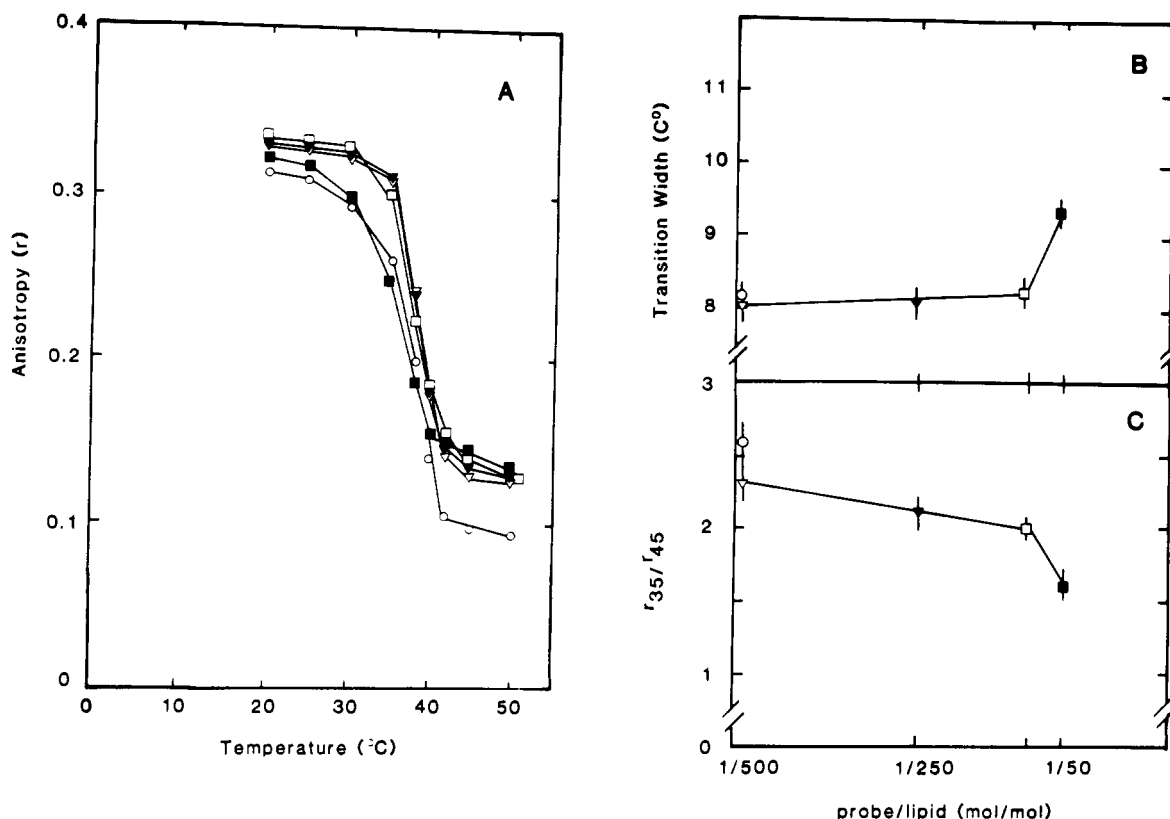 A
0.4
0.3
0.2
0.1
0
Anisotropy (r)
0
10
20
30
40
50
Temperature (°C)
B
11
10
9
8
Transition Width (C⁰)
C
3
2
1
0
r35/r45
1/500
1/250
1/50
probe/lipid (mol/mol)